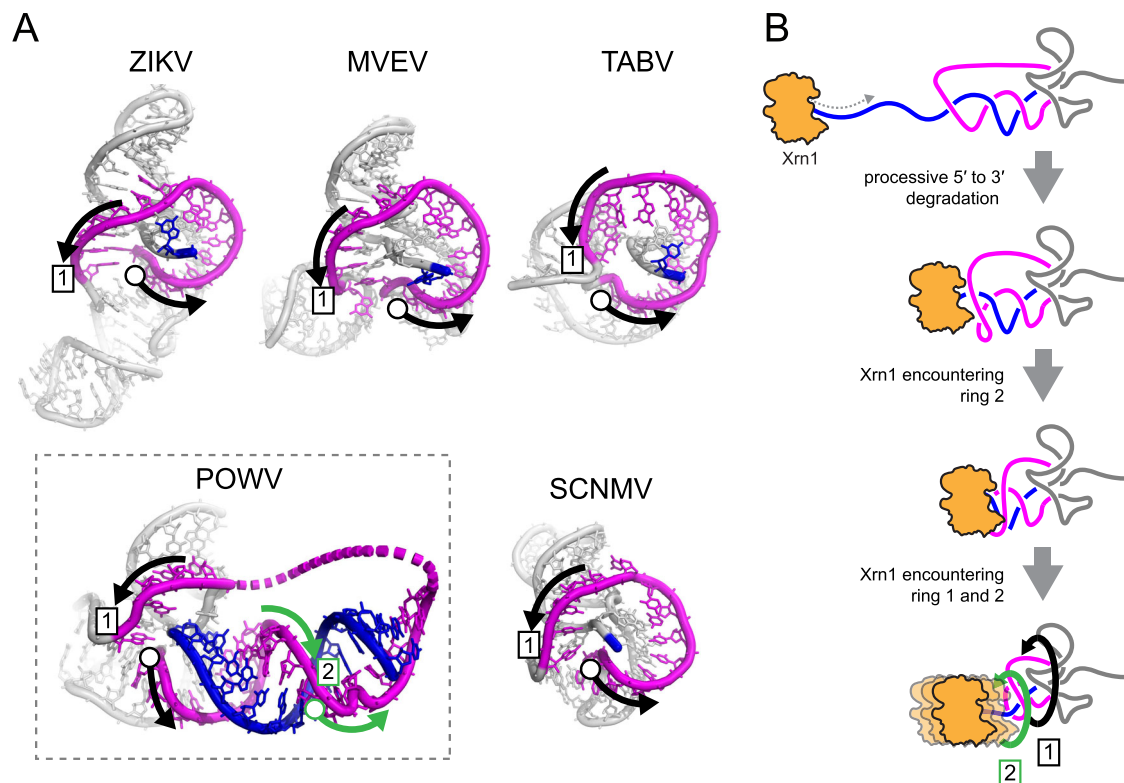 A
ZIKV
MVEV
TABV
1
1
1
POWV
SCNMV
1
2
1
B
Xrn1
processive 5′ to 3′
degradation
Xrn1 encountering
ring 2
Xrn1 encountering
ring 1 and 2
1
2